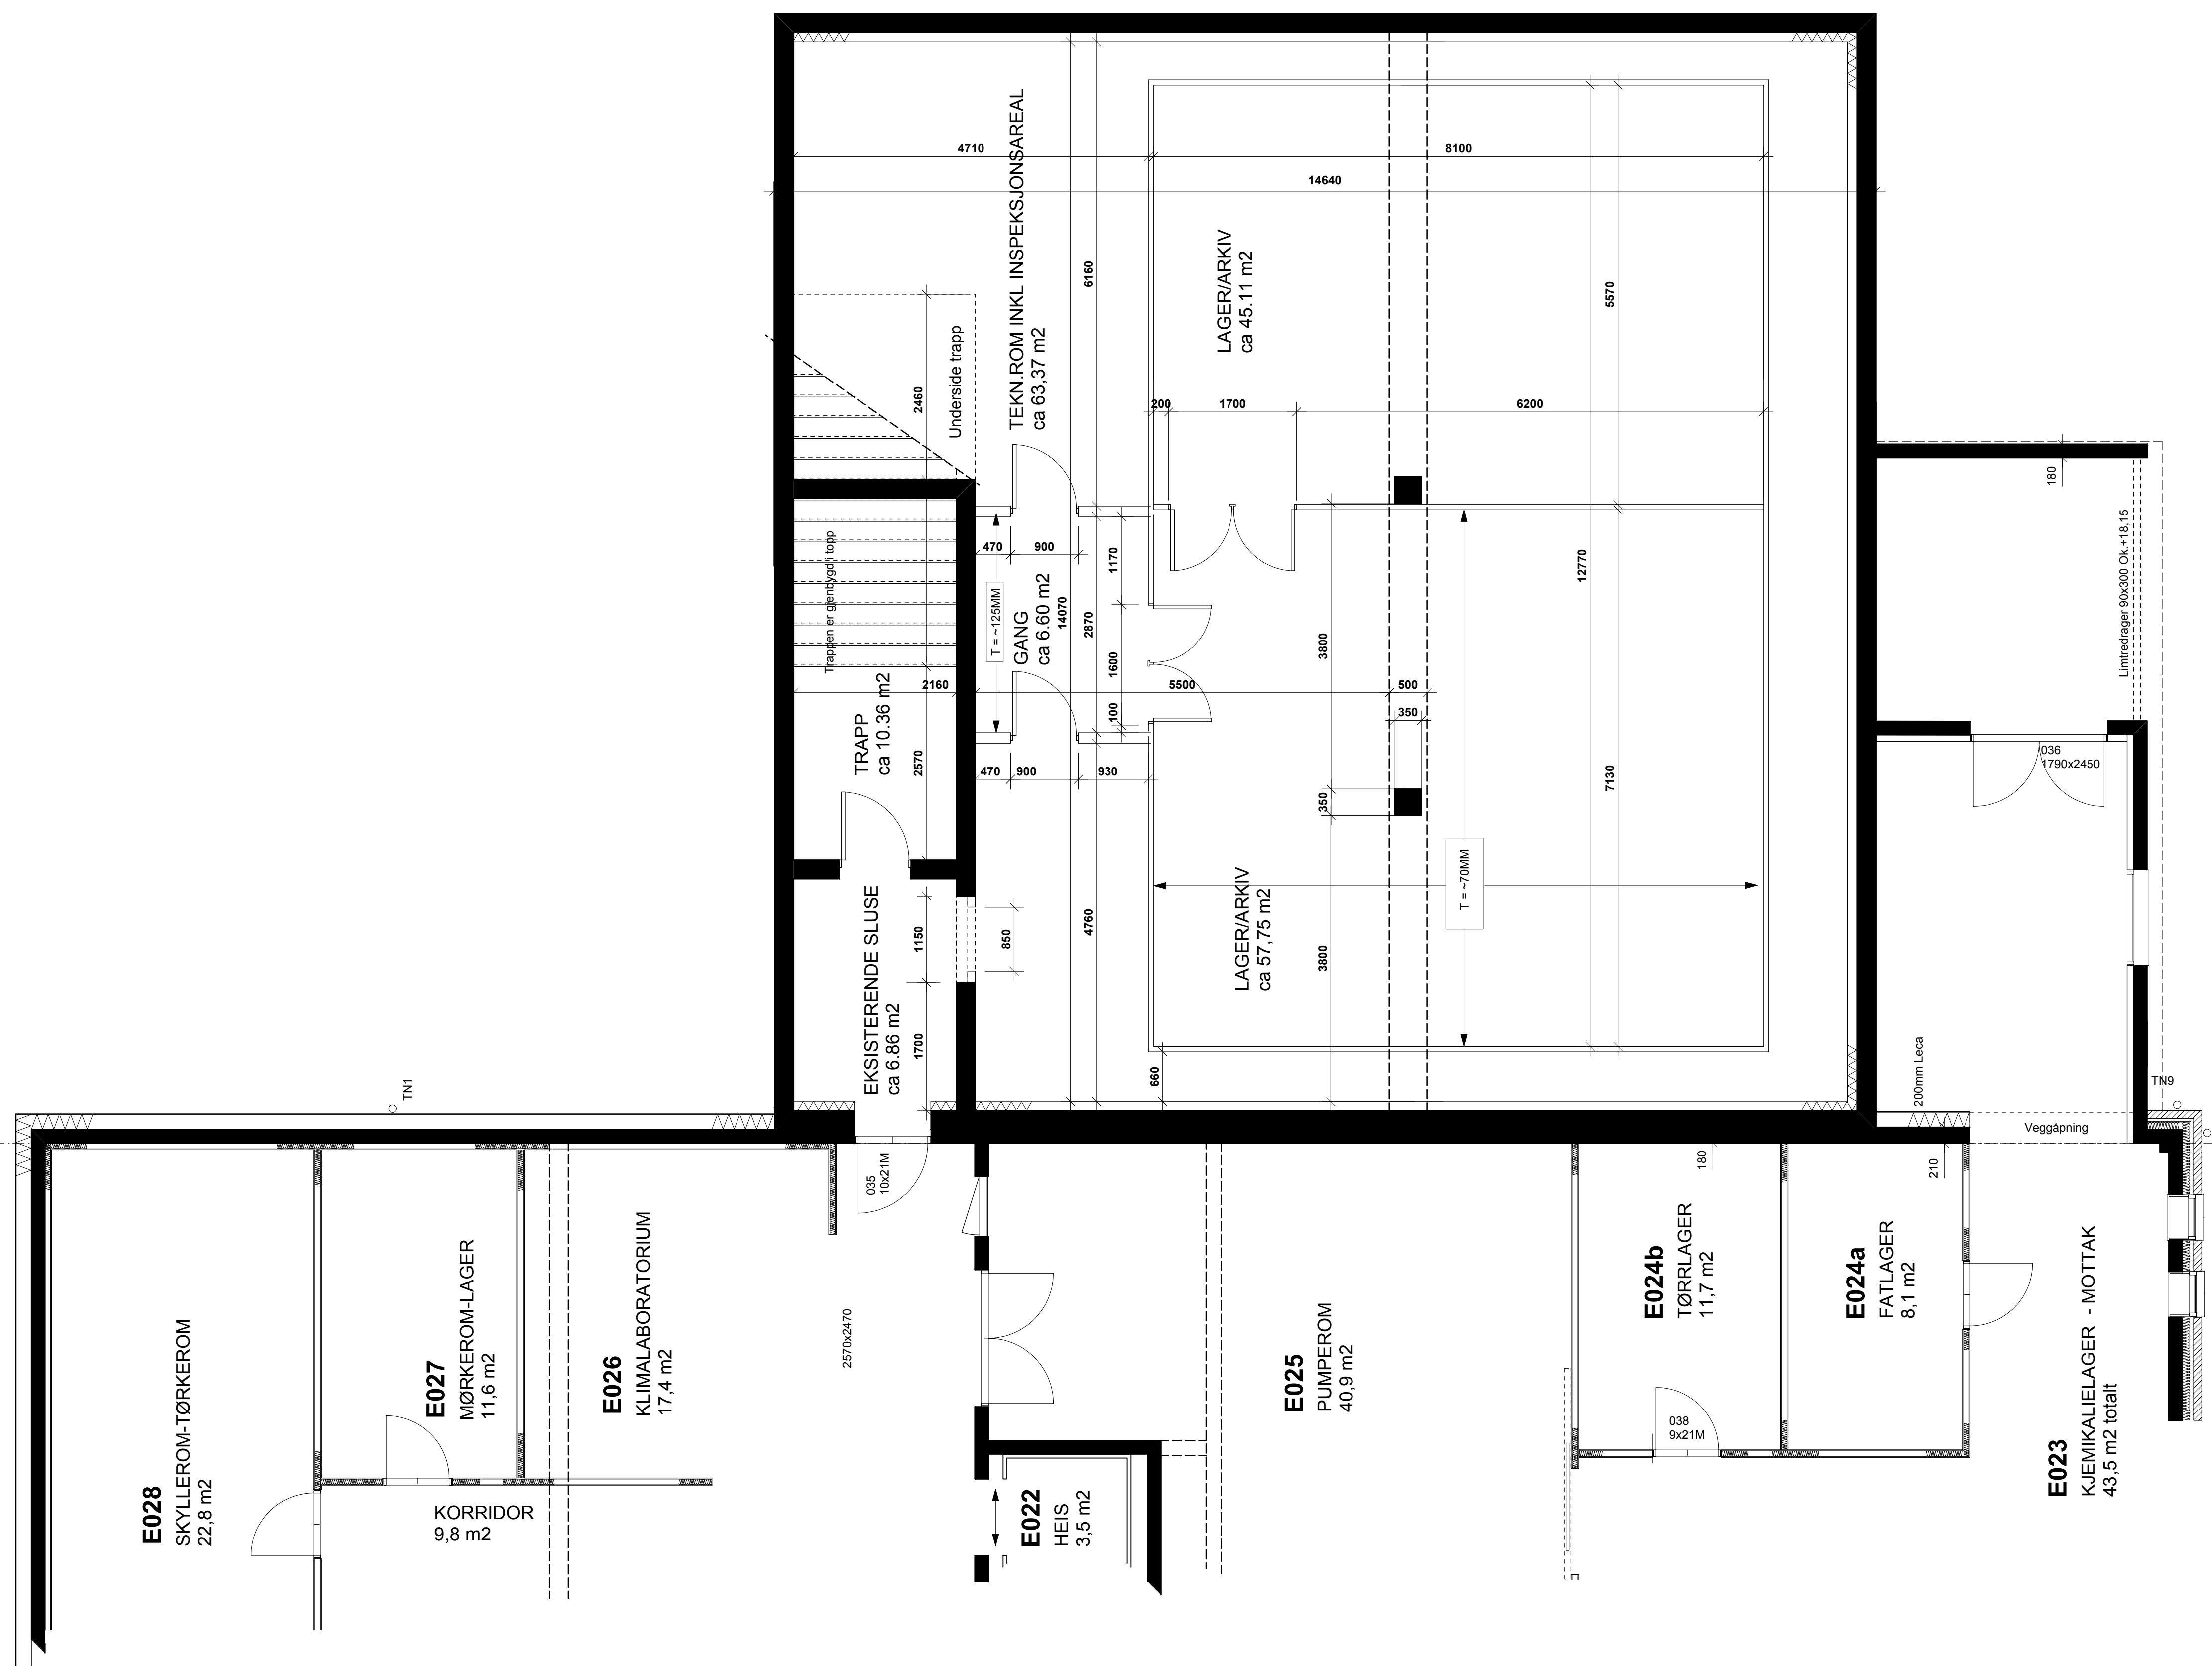 4710
8100
14640
TEKN.ROM INKL INSPEKSJONSAREAL
ca 63,37 m2
6160
LAGER/ARKIV
ca 45.11 m2
5570
Underside trapp
2460
200
1700
6200
180
Limtredrager 90x300 Ok.+18,15
Trappen er gjenbygd i topp
470
900
1170
T = ~125MM
GANG
ca 6.60 m2
14070
2870
12770
3800
1600
2160
5500
500
350
100
TRAPP
ca 10.36 m2
2570
470
900
930
350
7130
036
1790x2450
T = ~70MM
EKSISTERENDE SLUSE
ca 6.86 m2
1150
850
4760
LAGER/ARKIV
ca 57,75 m2
3800
1700
660
200mm Leca
TN1
TN9
Veggåpning
035
10x21M
180
210
E028
SKYLLEROM-TØRKEROM
22,8 m2
E027
MØRKEROM-LAGER
11,6 m2
E026
KLIMALABORATORIUM
17,4 m2
2570x2470
E025
PUMPEROM
40,9 m2
E024b
TØRRLAGER
11,7 m2
E024a
FATLAGER
8,1 m2
E023
KJEMIKALIELAGER - MOTTAK
43,5 m2 totalt
038
9x21M
KORRIDOR
9,8 m2
E022
HEIS
3,5 m2